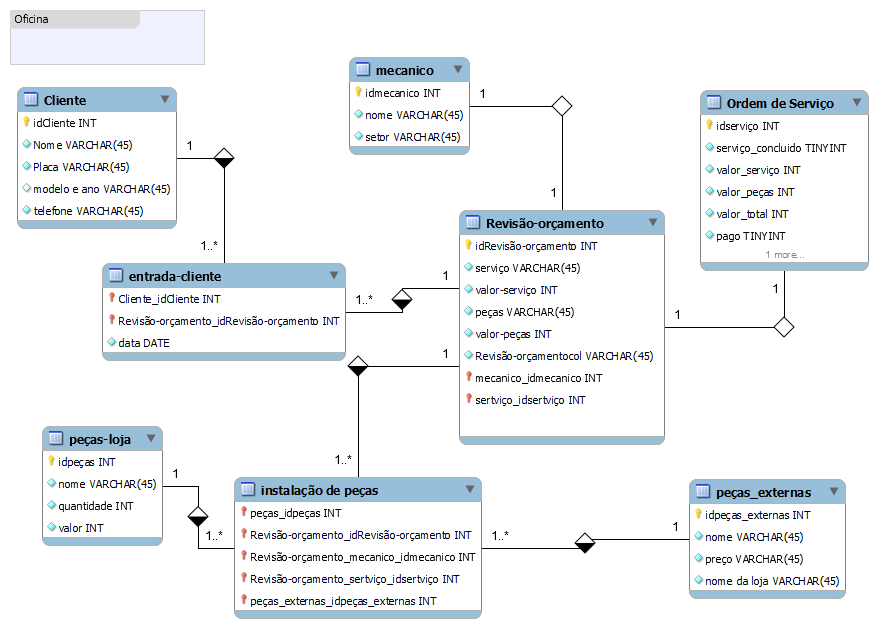 Oficina
Cliente
idCliente INT
Nome VARCHAR(45)
Placa VARCHAR(45)
modelo e ano VARCHAR(45)
telefone VARCHAR(45)
1
1..*
mecanico
idmecanico INT
nome VARCHAR(45)
setor VARCHAR(45)
1
1
Ordem de Serviço
idserviço INT
serviço_concluido TINYINT
valor_serviço INT
valor_peças INT
valor_total INT
pago TINYINT
1 more...
1
1
Revisão-orçamento
idRevisão-orçamento INT
serviço VARCHAR(45)
valor-serviço INT
peças VARCHAR(45)
valor-peças INT
Revisão-orçamentocol VARCHAR(45)
mecanico_idmecanico INT
sertviço_idsertviço INT
entrada-cliente
Cliente_idCliente INT
Revisão-orçamento_idRevisão-orçamento INT
data DATE
1..*
1
1
1..*
peças-loja
idpeças INT
nome VARCHAR(45)
quantidade INT
valor INT
1
1..*
instalação de peças
peças_idpeças INT
Revisão-orçamento_idRevisão-orçamento INT
Revisão-orçamento_mecanico_idmecanico INT
Revisão-orçamento_sertviço_idsertviço INT
peças_externas_idpeças_externas INT
1..*
1
peças_externas
idpeças_externas INT
nome VARCHAR(45)
preço VARCHAR(45)
nome da loja VARCHAR(45)